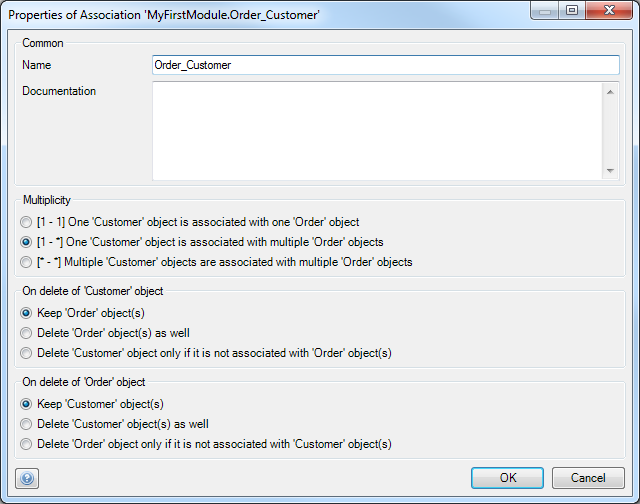 Properties of Association 'MyFirstModule.Order_Customer'
Common
Name
Order_Customer
Documentation
Multiplicity
[1 - 1] One 'Customer' object is associated with one 'Order' object
[1 - *] One 'Customer' object is associated with multiple 'Order' objects
[* - *] Multiple 'Customer' objects are associated with multiple 'Order' objects
On delete of 'Customer' object
Keep 'Order' object(s)
Delete 'Order' object(s) as well
Delete 'Customer' object only if it is not associated with 'Order' object(s)
On delete of 'Order' object
Keep 'Customer' object(s)
Delete 'Customer' object(s) as well
Delete 'Order' object only if it is not associated with 'Customer' object(s)
?
OK
Cancel